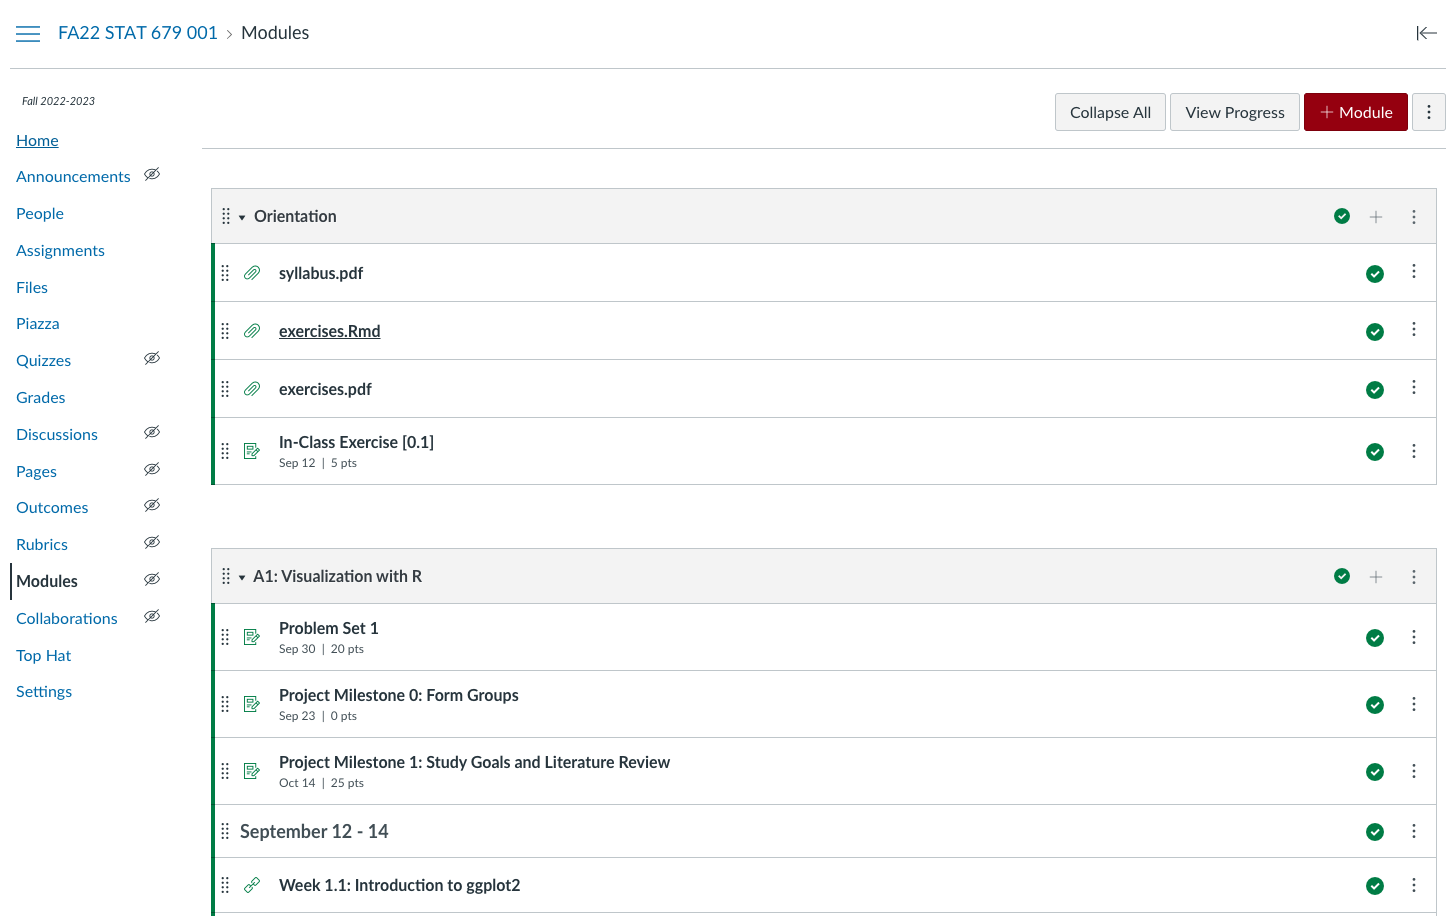 FA22 STAT 679 001 › Modules
Fall 2022-2023
Collapse All
View Progress
+ Module
Home
Announcements
People
Assignments
Files
Piazza
Quizzes
Grades
Discussions
Pages
Outcomes
Rubrics
Modules
Collaborations
Top Hat
Settings
Orientation
syllabus.pdf
exercises.Rmd
exercises.pdf
In-Class Exercise [0.1]
Sep 12 | 5 pts
A1: Visualization with R
Problem Set 1
Sep 30 | 20 pts
Project Milestone 0: Form Groups
Sep 23 | 0 pts
Project Milestone 1: Study Goals and Literature Review
Oct 14 | 25 pts
September 12 - 14
Week 1.1: Introduction to ggplot2